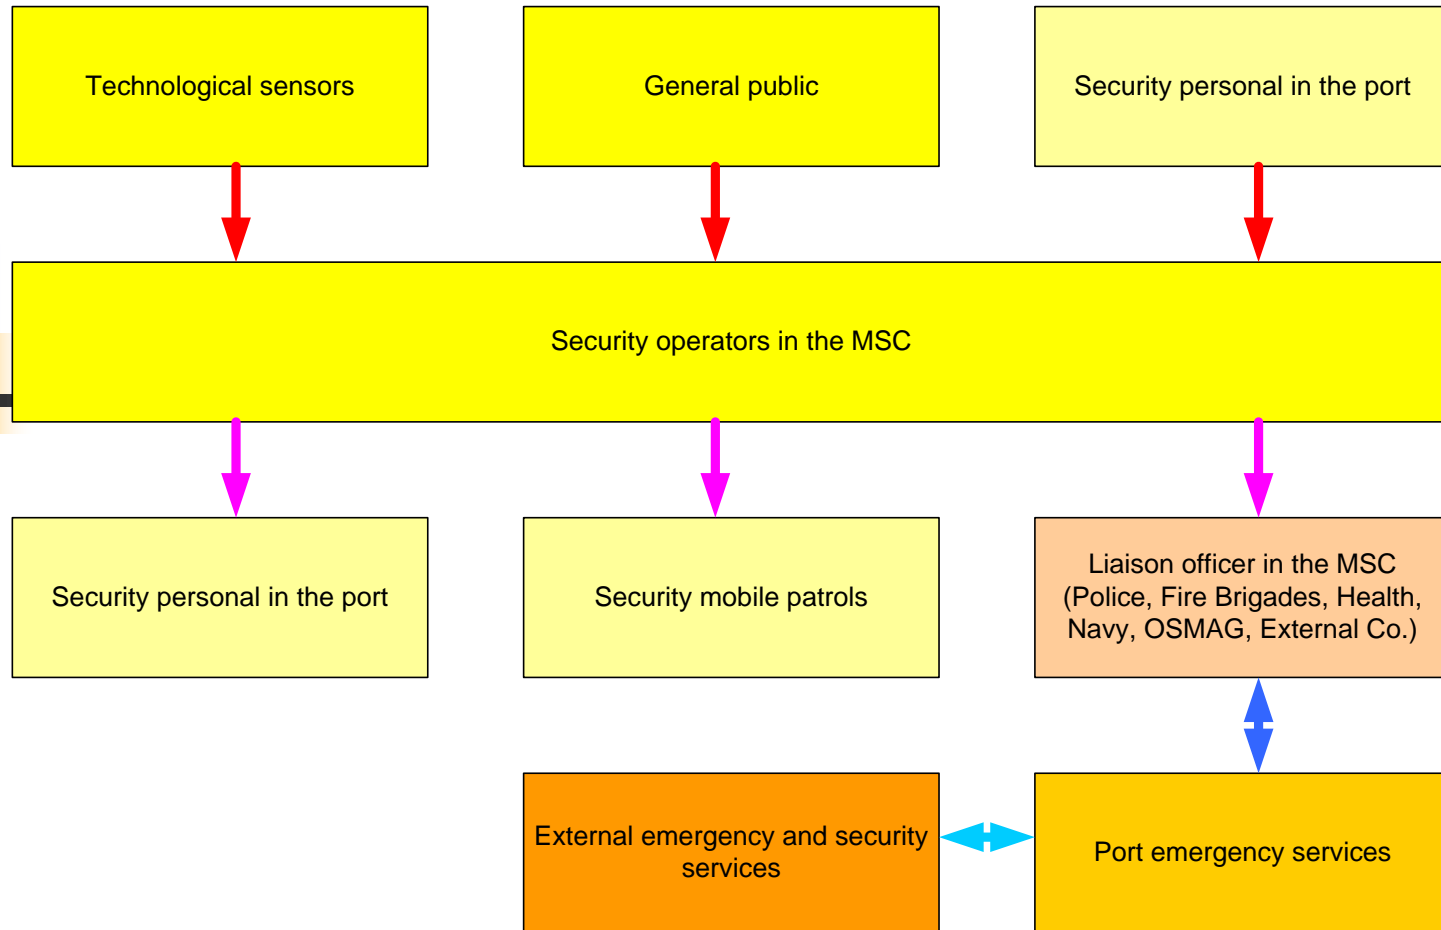 Technological sensors
General public
Security personal in the port
Security operators in the MSC
Security personal in the port
Security mobile patrols
Liaison officer in the MSC
(Police, Fire Brigades, Health,
Navy, OSMAG, External Co.)
External emergency and security
services
Port emergency services